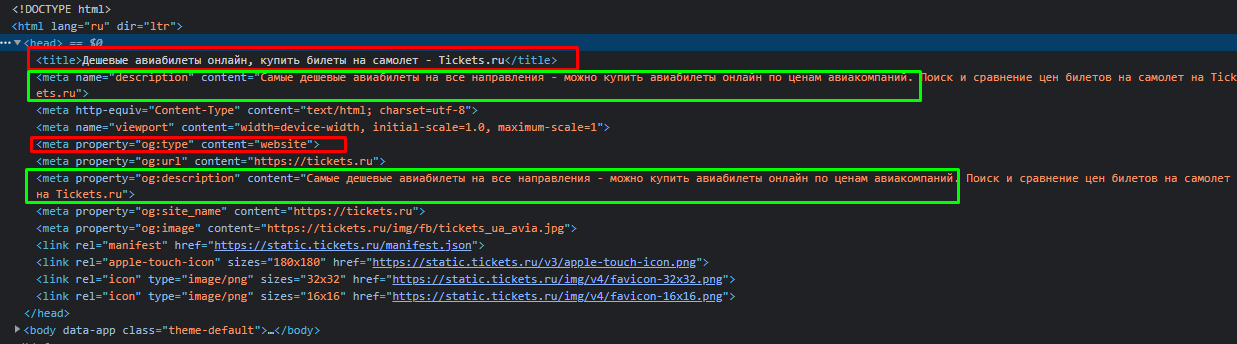 <!DOCTYPE html>
<html lang="ru" dir="ltr">
<head> == $0
<title>Дешевые авиабилеты онлайн, купить билеты на самолет - Tickets.ru</title>
<meta name="description" content="Самые дешевые авиабилеты на все направления - можно купить авиабилеты онлайн по ценам авиакомпаний. Поиск и сравнение цен билетов на самолет на Tick
ets.ru">
<meta http-equiv="Content-Type" content="text/html; charset=utf-8">
<meta name="viewport" content="width=device-width, initial-scale=1.0, maximum-scale=1">
<meta property="og:type" content="website">
<meta property="og:url" content="https://tickets.ru">
<meta property="og:description" content="Самые дешевые авиабилеты на все направления - можно купить авиабилеты онлайн по ценам авиакомпаний. Поиск и сравнение цен билетов на самолет
на Tickets.ru">
<meta property="og:site_name" content="https://tickets.ru">
<meta property="og:image" content="https://tickets.ru/img/fb/tickets_ua_avia.jpg">
<link rel="manifest" href="https://static.tickets.ru/manifest.json">
<link rel="apple-touch-icon" sizes="180x180" href="https://static.tickets.ru/v3/apple-touch-icon.png">
<link rel="icon" type="image/png" sizes="32x32" href="https://static.tickets.ru/img/v4/favicon-32x32.png">
<link rel="icon" type="image/png" sizes="16x16" href="https://static.tickets.ru/img/v4/favicon-16x16.png">
</head>
<body data-app class="theme-default">…</body>